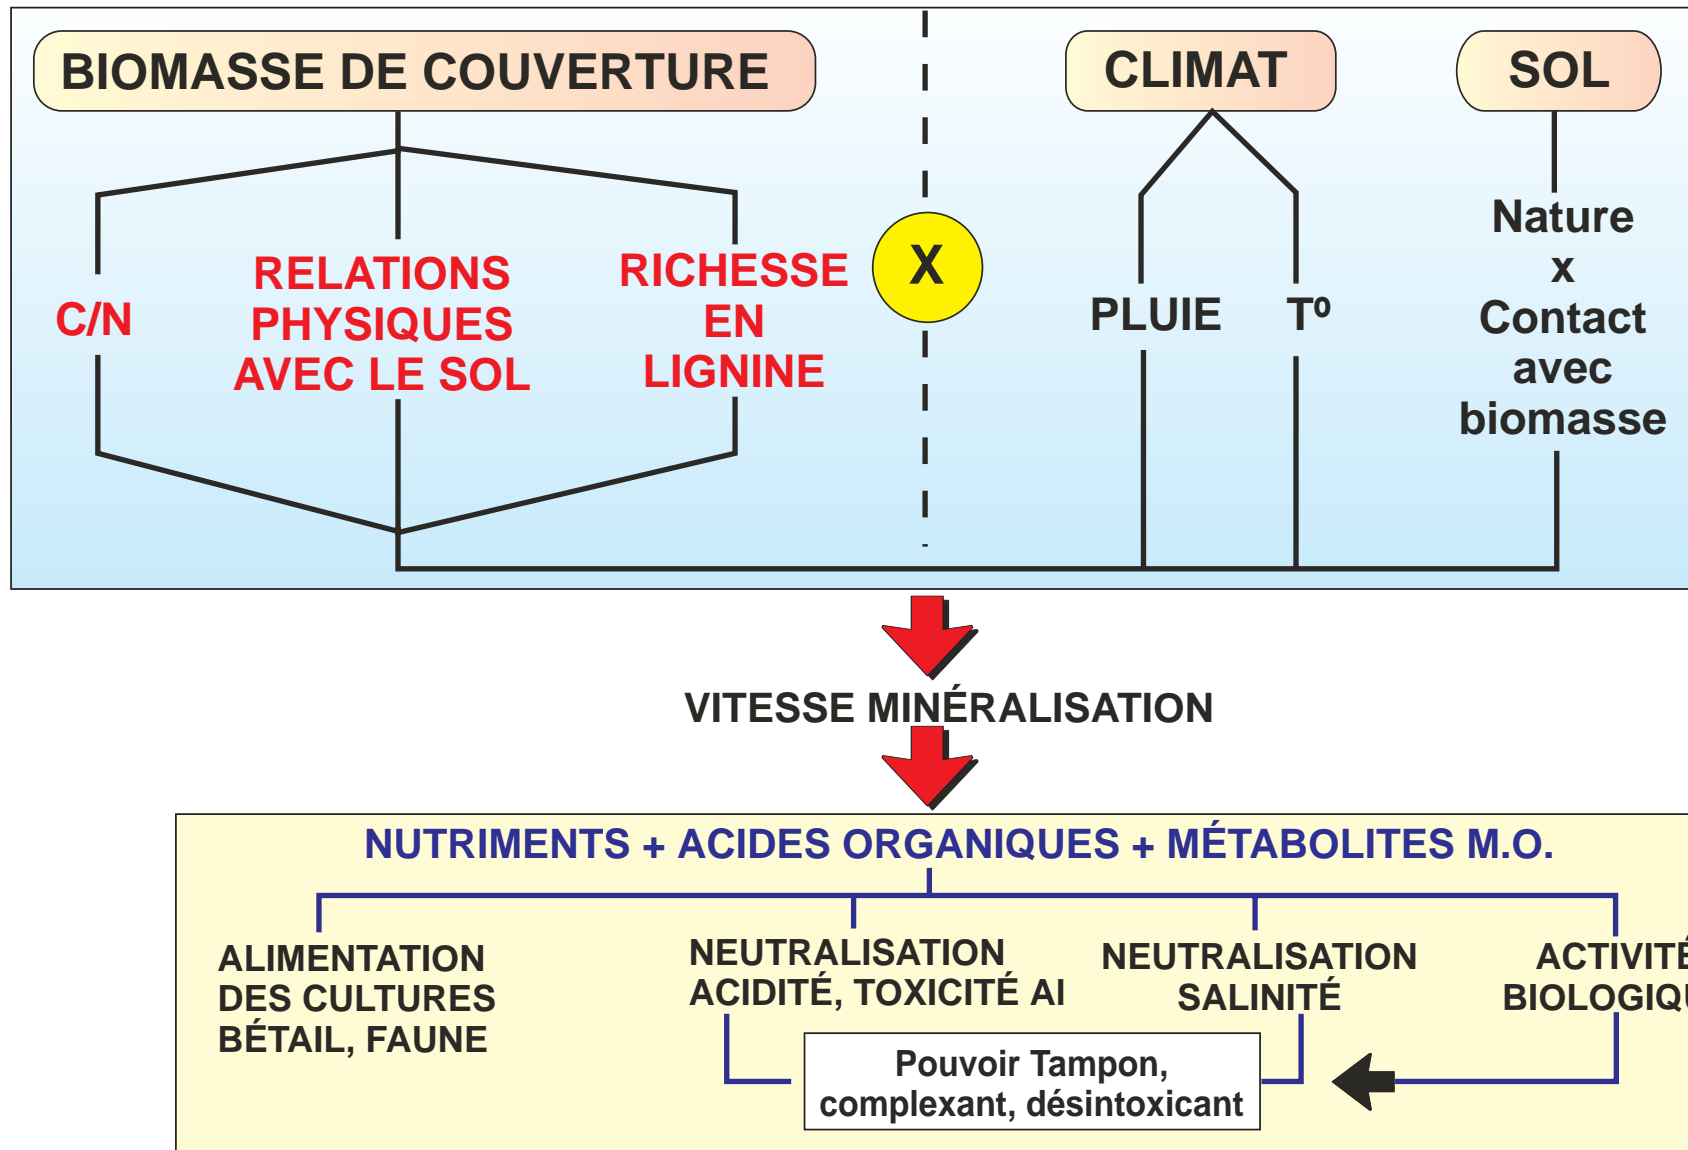 BIOMASSE DE COUVERTURE
CLIMAT
SOL
C/N
RELATIONS
PHYSIQUES
AVEC LE SOL
RICHESSE
EN
LIGNINE
X
PLUIE
Tº
Nature
x
Contact
avec
biomasse
VITESSE MINÉRALISATION
NUTRIMENTS + ACIDES ORGANIQUES + MÉTABOLITES M.O.
ALIMENTATION
DES CULTURES
BÉTAIL, FAUNE
NEUTRALISATION
ACIDITÉ, TOXICITÉ Al
NEUTRALISATION
SALINITÉ
ACTIVITÉ
BIOLOGIQU
Pouvoir Tampon,
complexant, désintoxicant